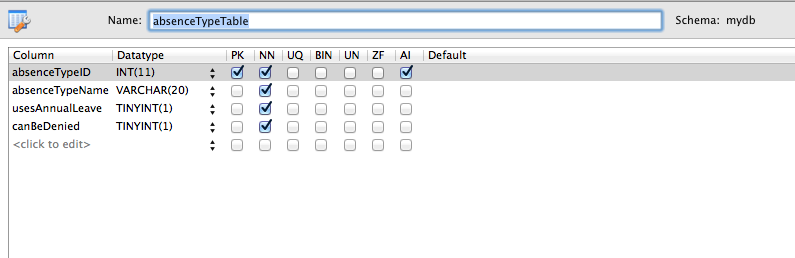 Name: absenceTypeTable Schema: mydb
Column Datatype PK NN UQ BIN UN ZF AI Default
absenceTypeID INT(11)
absenceTypeName VARCHAR(20)
usesAnnualLeave TINYINT(1)
canBeDenied TINYINT(1)
<click to edit>